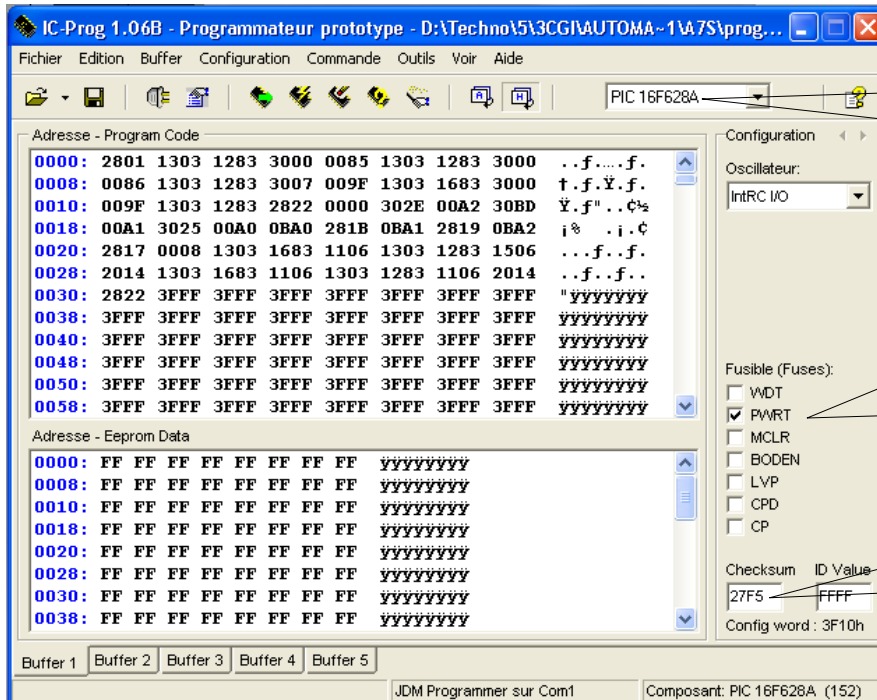 IC-Prog 1.06B - Programmateur prototype - D:\Techno\5\3CGI\AUTOMA~1\A7S\prog...
Fichier Edition Buffer Configuration Commande Outils Voir Aide
PIC 16F628A
Adresse - Program Code
0000: 2801 1303 1283 3000 0085 1303 1283 3000 ..ƒ....ƒ.
0008: 0086 1303 1283 3007 009F 1303 1683 3000 †.ƒ.Ÿ.ƒ.
0010: 009F 1303 1283 2822 0000 302E 00A2 30BD Ÿ.ƒ"..¢½
0018: 00A1 3025 00A0 0BA0 281B 0BA1 2819 0BA2 ¡% .¡.¢
0020: 2817 0008 1303 1683 1106 1303 1283 1506 ...ƒ..ƒ.
0028: 2014 1303 1683 1106 1303 1283 1106 2014 ..ƒ..ƒ..
0030: 2822 3FFF 3FFF 3FFF 3FFF 3FFF 3FFF 3FFF "ÿÿÿÿÿÿÿ
0038: 3FFF 3FFF 3FFF 3FFF 3FFF 3FFF 3FFF 3FFF ÿÿÿÿÿÿÿÿ
0040: 3FFF 3FFF 3FFF 3FFF 3FFF 3FFF 3FFF 3FFF ÿÿÿÿÿÿÿÿ
0048: 3FFF 3FFF 3FFF 3FFF 3FFF 3FFF 3FFF 3FFF ÿÿÿÿÿÿÿÿ
0050: 3FFF 3FFF 3FFF 3FFF 3FFF 3FFF 3FFF 3FFF ÿÿÿÿÿÿÿÿ
0058: 3FFF 3FFF 3FFF 3FFF 3FFF 3FFF 3FFF 3FFF ÿÿÿÿÿÿÿÿ
Adresse - Eeprom Data
0000: FF FF FF FF FF FF FF FF ÿÿÿÿÿÿÿÿ
0008: FF FF FF FF FF FF FF FF ÿÿÿÿÿÿÿÿ
0010: FF FF FF FF FF FF FF FF ÿÿÿÿÿÿÿÿ
0018: FF FF FF FF FF FF FF FF ÿÿÿÿÿÿÿÿ
0020: FF FF FF FF FF FF FF FF ÿÿÿÿÿÿÿÿ
0028: FF FF FF FF FF FF FF FF ÿÿÿÿÿÿÿÿ
0030: FF FF FF FF FF FF FF FF ÿÿÿÿÿÿÿÿ
0038: FF FF FF FF FF FF FF FF ÿÿÿÿÿÿÿÿ
Configuration
Oscillateur:
IntRC I/O
Fusible (Fuses):
WDT
PWRT
MCLR
BODEN
LVP
CPD
CP
Checksum ID Value
27F5 FFFF
Config word : 3F10h
Buffer 1 Buffer 2 Buffer 3 Buffer 4 Buffer 5
JDM Programmer sur Com1 Composant: PIC 16F628A (152)